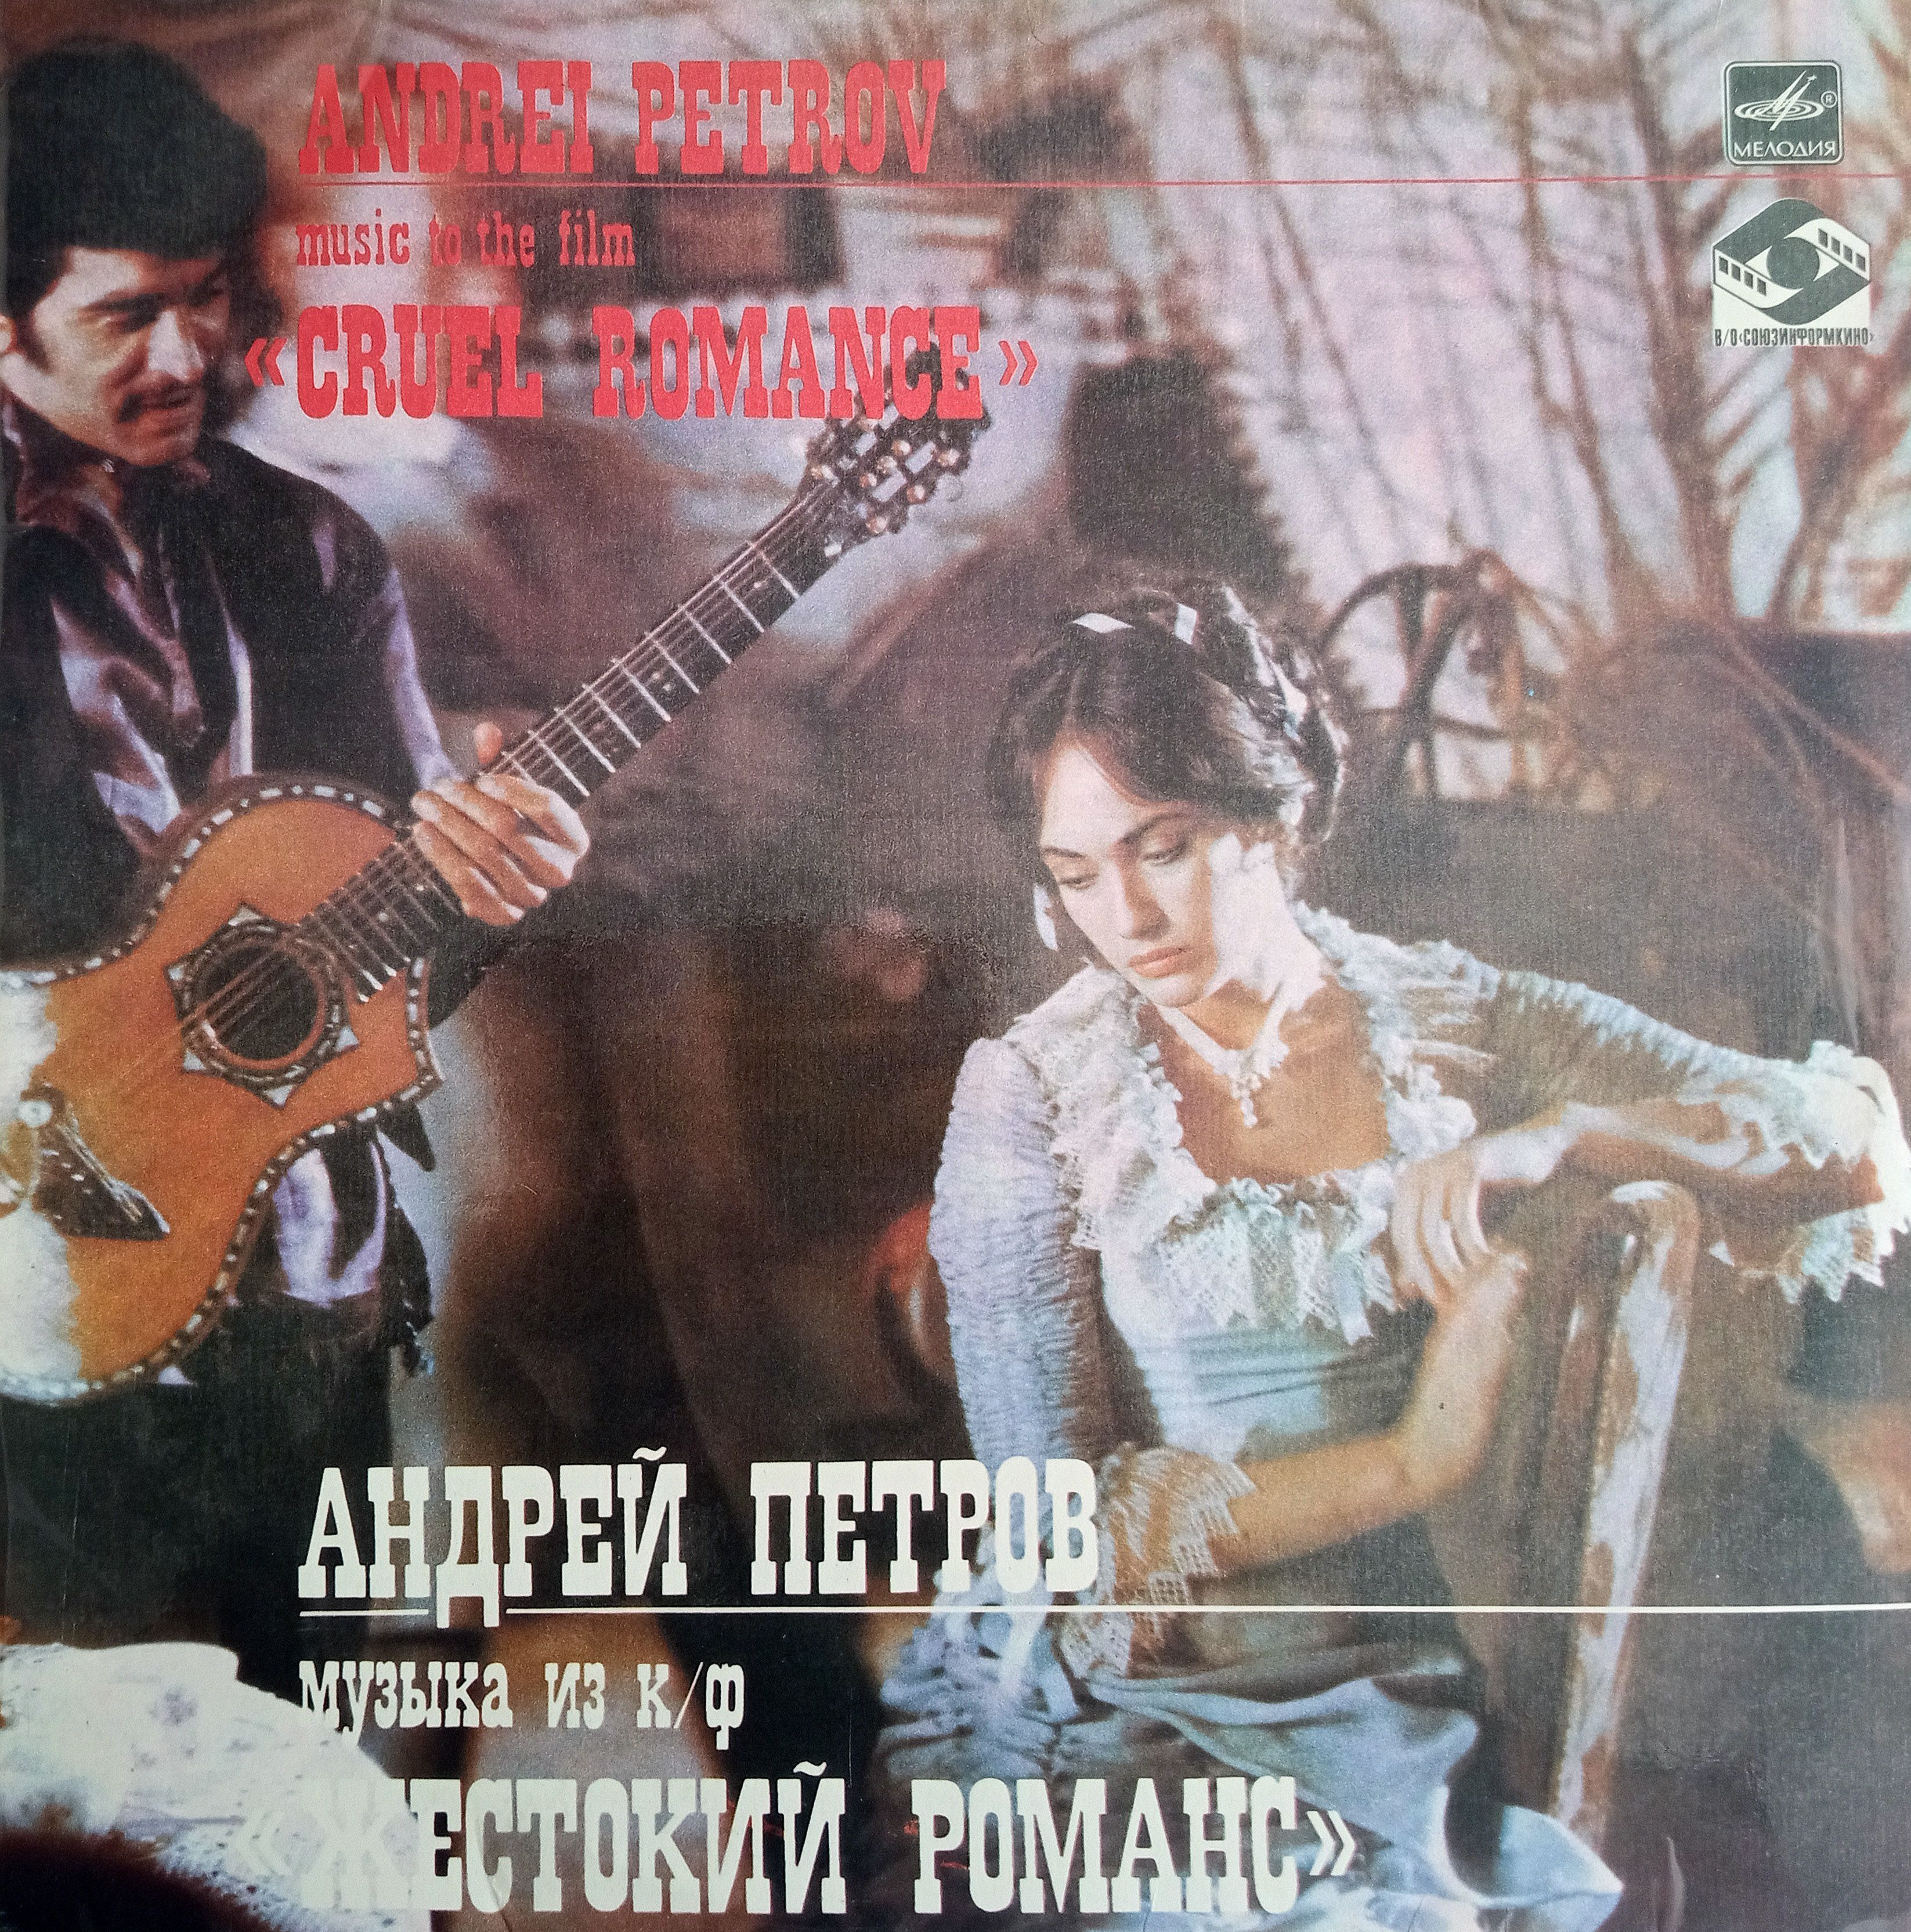 ANDREI PETROV
МЕЛОДИЯ
®
music to the film
В/О‹СОЮЗИНФОРМКИНО›
«CRUEL ROMANCE»
АНДРЕЙ ПЕТРОВ
музыка из к/ф
«ЖЕСТОКИЙ РОМАНС»